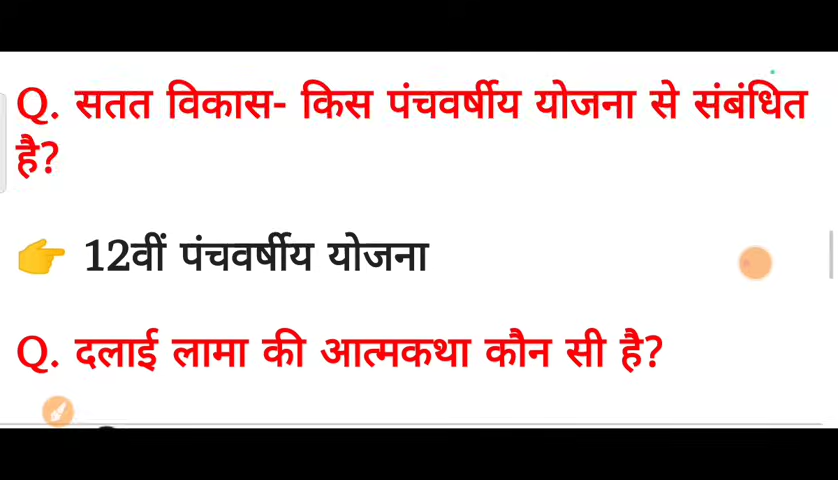 Q. सतत विकास- किस पंचवर्षीय योजना से संबंधित
है?
👉 12वीं पंचवर्षीय योजना
Q. दलाई लामा की आत्मकथा कौन सी है?